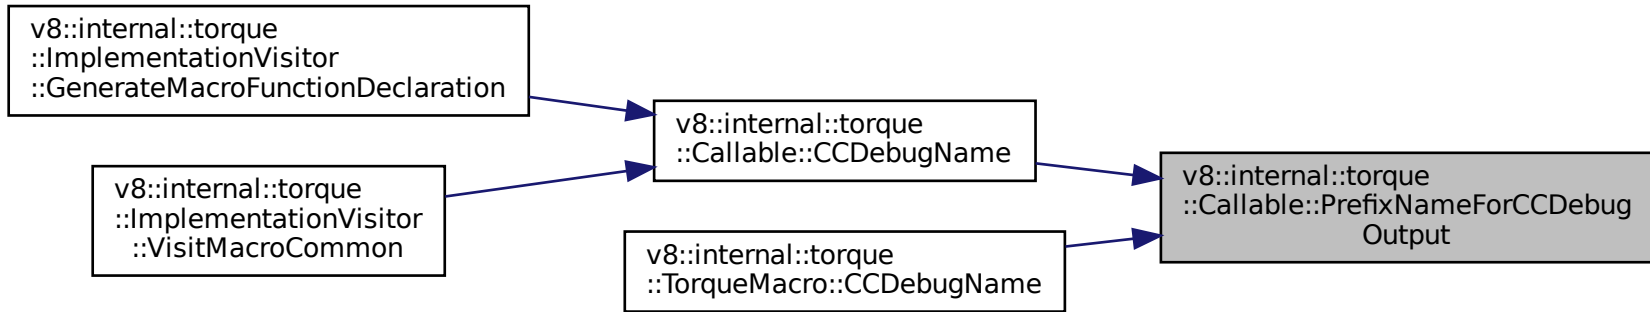 v8::internal::torque
::ImplementationVisitor
::GenerateMacroFunctionDeclaration
v8::internal::torque
::ImplementationVisitor
::VisitMacroCommon
v8::internal::torque
::Callable::CCDebugName
v8::internal::torque
::TorqueMacro::CCDebugName
v8::internal::torque
::Callable::PrefixNameForCCDebug
Output